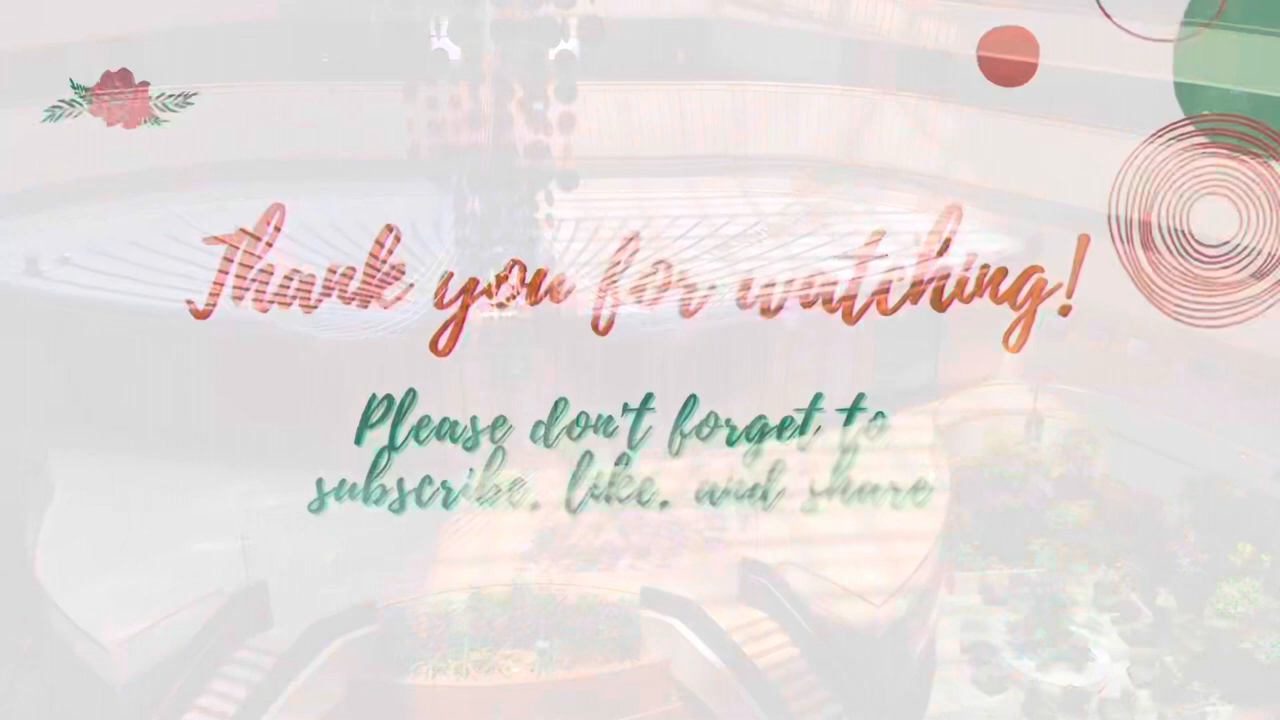 Thank you for watching!
Please don't forget to
subscribe, like, and share